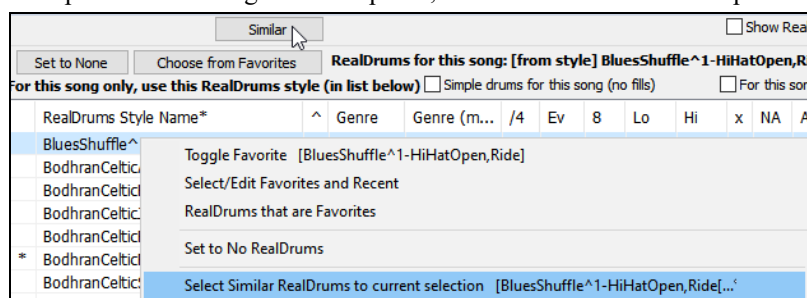 Similar
Show Rea
Set to None Choose from Favorites RealDrums for this song: [from style] BluesShuffle^1-HiHatOpen,Ri
For this song only, use this RealDrums style (in list below) Simple drums for this song (no fills) For this son
RealDrums Style Name* ^ Genre Genre (m... /4 Ev 8 Lo Hi x NA A
BluesShuffle^
Toggle Favorite [BluesShuffle^1-HiHatOpen,Ride]
BodhranCeltic
Select/Edit Favorites and Recent
BodhranCeltic
RealDrums that are Favorites
BodhranCeltic
BodhranCeltic
Set to No RealDrums
* BodhranCeltic
BodhranCeltic
Select Similar RealDrums to current selection [BluesShuffle^1-HiHatOpen,Ride[...